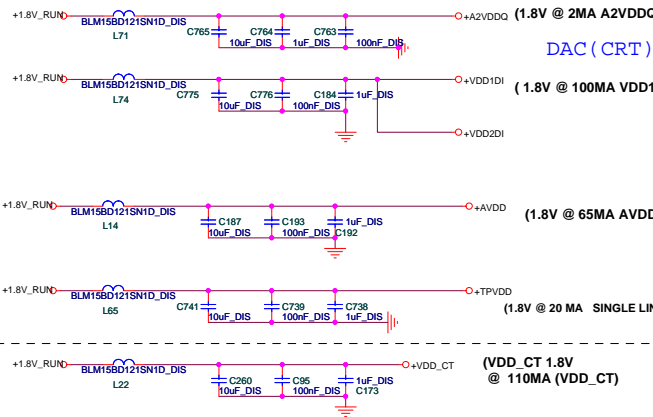 +1.8V_RUN BLM15BD121SN1D_DIS L71 C765 10uF_DIS C764 1uF_DIS C763 100nF_DIS +A2VDDQ (1.8V @ 2MA A2VDDQ
DAC(CRT)
+1.8V_RUN BLM15BD121SN1D_DIS L74 C775 10uF_DIS C776 100nF_DIS C184 1uF_DIS +VDD1DI (1.8V @ 100MA VDD1
+VDD2DI
+1.8V_RUN BLM15BD121SN1D_DIS L14 C187 10uF_DIS C193 100nF_DIS 1uF_DIS C192 +AVDD (1.8V @ 65MA AVDD
+1.8V_RUN BLM15BD121SN1D_DIS L65 C741 10uF_DIS C739 100nF_DIS C738 1uF_DIS +TPVDD (1.8V @ 20 MA SINGLE LIN
+1.8V_RUN BLM15BD121SN1D_DIS L22 C260 10uF_DIS C95 100nF_DIS 1uF_DIS C173 +VDD_CT (VDD_CT 1.8V
@ 110MA (VDD_CT)